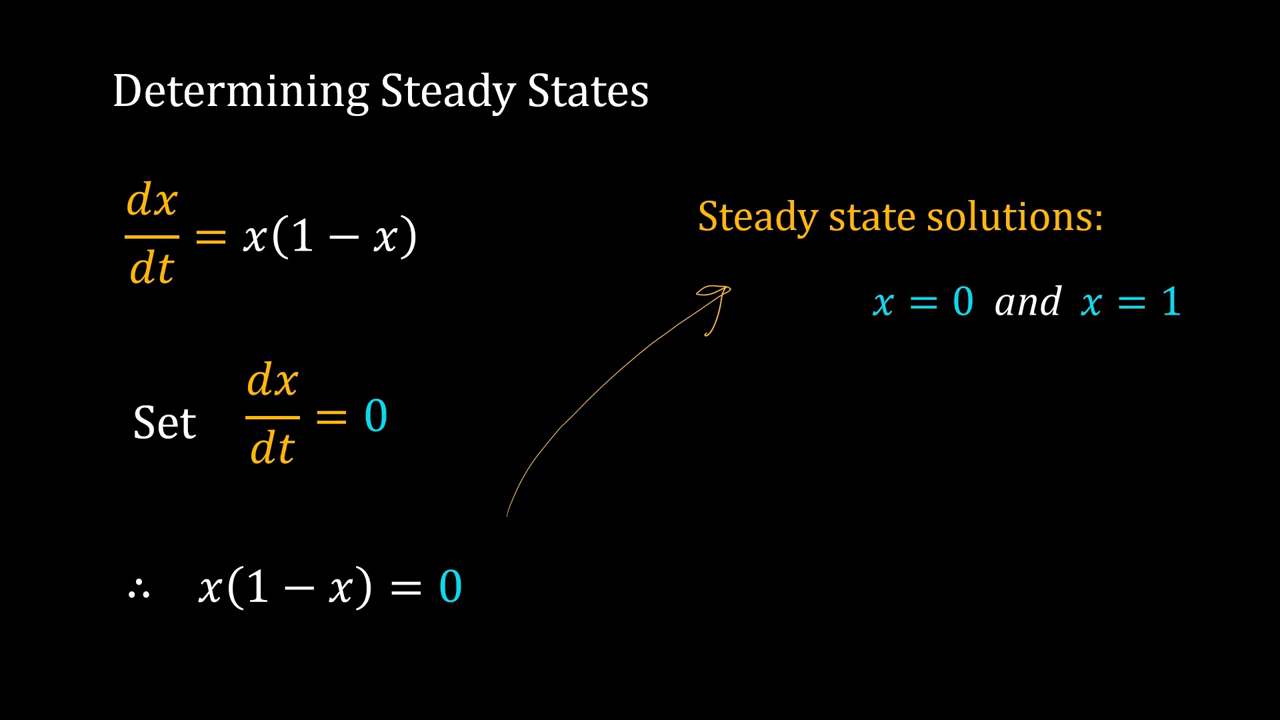 Determining Steady States
dx/dt = x(1 − x)
Set dx/dt = 0
∴ x(1 − x) = 0
Steady state solutions:
x = 0 and x = 1